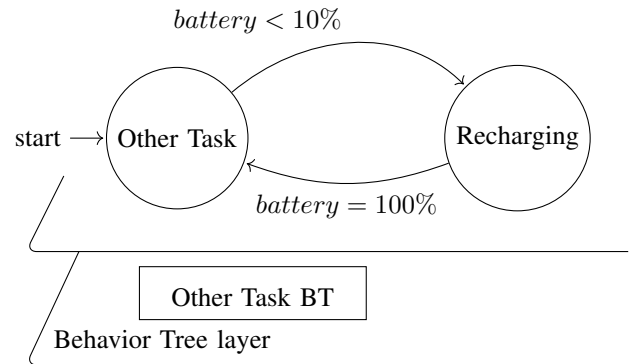 battery < 10%
start
Other Task
Recharging
battery = 100%
Other Task BT
Behavior Tree layer